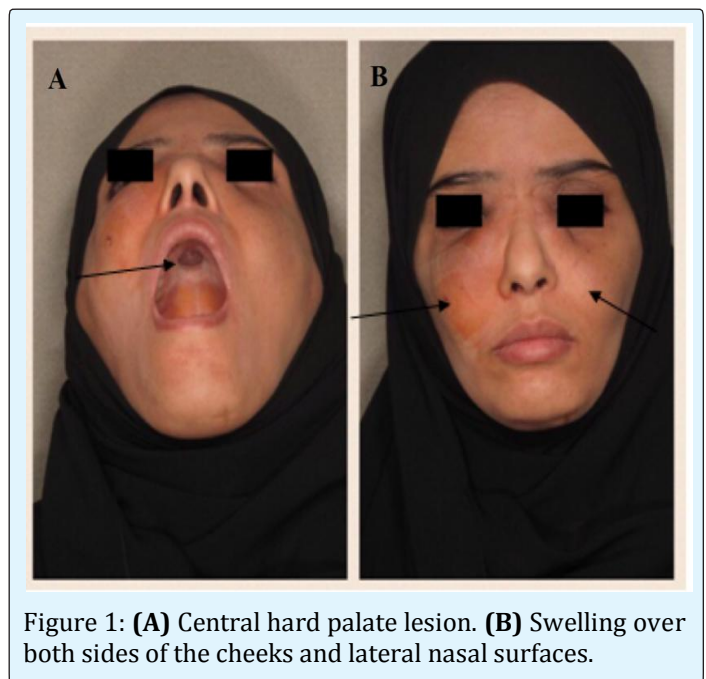 A
B
Figure 1: (A) Central hard palate lesion. (B) Swelling over
both sides of the cheeks and lateral nasal surfaces.